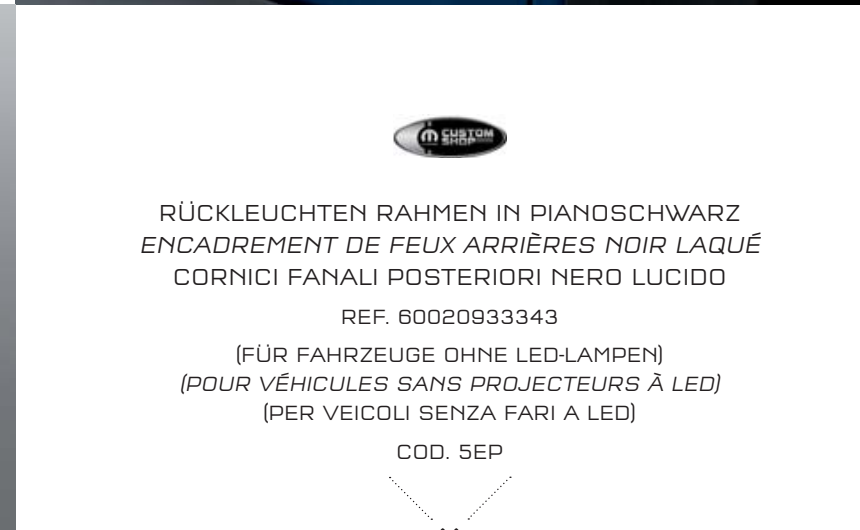 CUSTOM
SHOP
RÜCKLEUCHTEN RAHMEN IN PIANOSCHWARZ
ENCADREMENT DE FEUX ARRIÈRES NOIR LAQUÉ
CORNICI FANALI POSTERIORI NERO LUCIDO
REF. 60020933343
(FÜR FAHRZEUGE OHNE LED-LAMPEN)
(POUR VÉHICULES SANS PROJECTEURS À LED)
(PER VEICOLI SENZA FARI A LED)
COD. 5EP